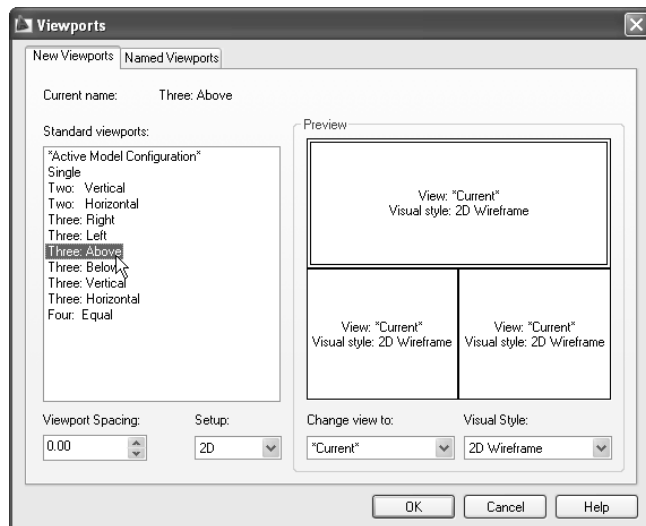 Viewports
New Viewports
Named Viewports
Current name: Three: Above
Standard viewports:
*Active Model Configuration*
Single
Two: Vertical
Two: Horizontal
Three: Right
Three: Left
Three: Above
Three: Below
Three: Vertical
Three: Horizontal
Four: Equal
Preview
View: *Current*
Visual style: 2D Wireframe
View: *Current*
Visual style: 2D Wireframe
View: *Current*
Visual style: 2D Wireframe
Viewport Spacing:
0.00
Setup:
2D
Change view to:
*Current*
Visual Style:
2D Wireframe
OK
Cancel
Help